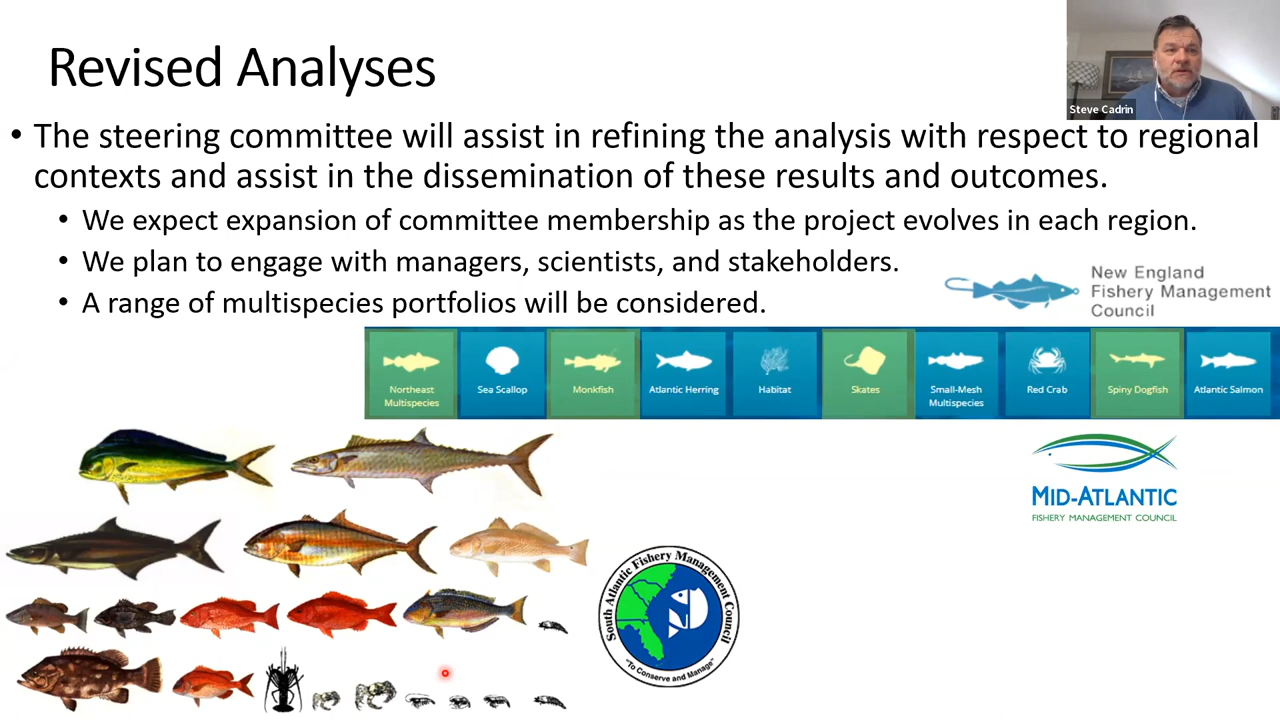 Revised Analyses
Steve Cadrin
• The steering committee will assist in refining the analysis with respect to regional
contexts and assist in the dissemination of these results and outcomes.
• We expect expansion of committee membership as the project evolves in each region.
• We plan to engage with managers, scientists, and stakeholders.
• A range of multispecies portfolios will be considered.
New England
Fishery Management
Council
Northeast
Multispecies
Sea Scallop
Monkfish
Atlantic Herring
Habitat
Skates
Small-Mesh
Multispecies
Red Crab
Spiny Dogfish
Atlantic Salmon
MID-ATLANTIC
FISHERY MANAGEMENT COUNCIL
South Atlantic Fishery Management Council
"To Conserve and Manage"